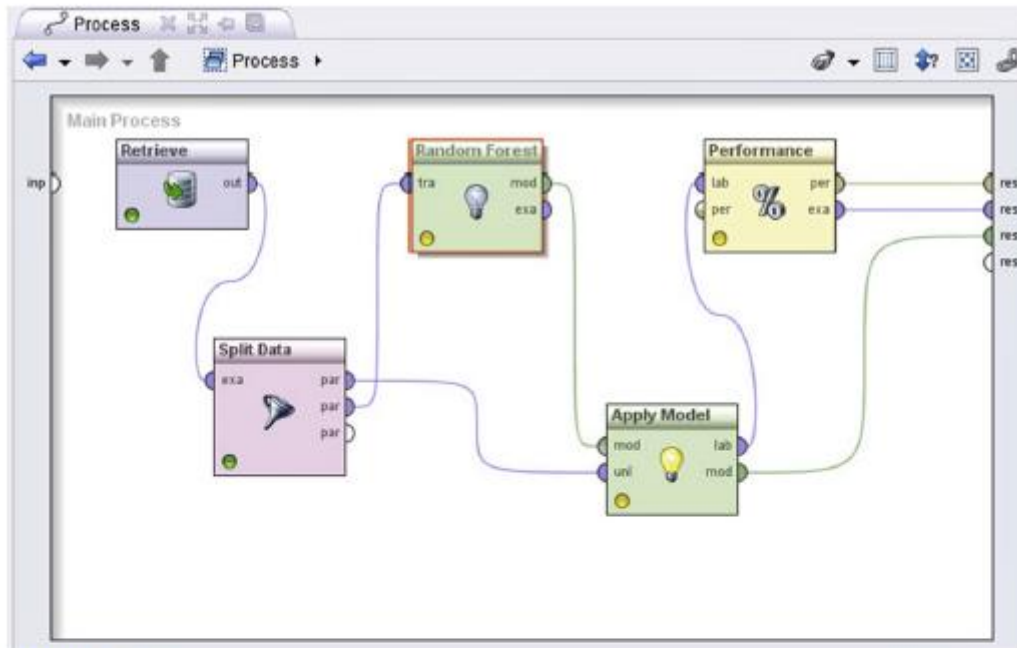 Process
Process
Main Process
inp
Retrieve
out
Random Forest
tra
mod
exa
Performance
lab
per
per
exa
res
res
res
res
Split Data
exa
par
par
par
Apply Model
mod
lab
unl
mod